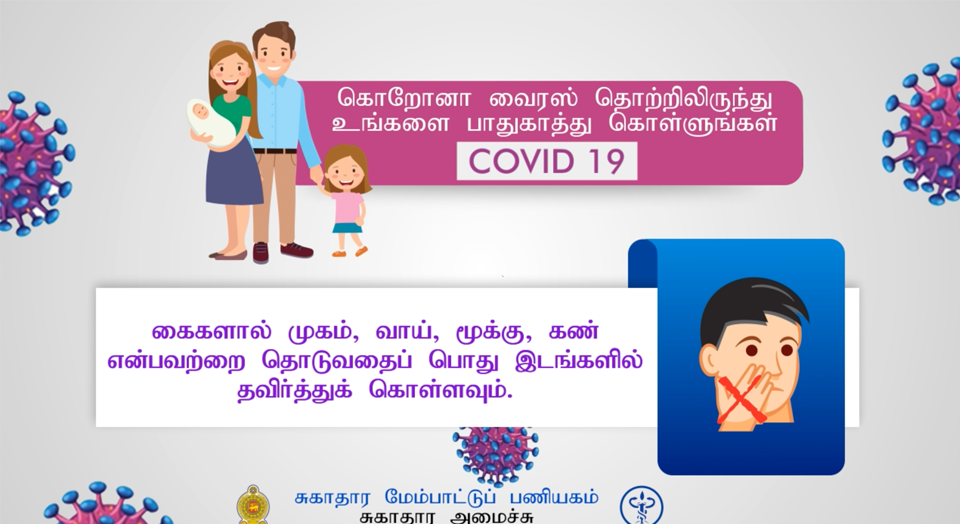 கொறோனா வைரஸ் தொற்றிலிருந்து
உங்களை பாதுகாத்து கொள்ளுங்கள்
COVID 19
கைகளால் முகம், வாய், மூக்கு, கண்
என்பவற்றை தொடுவதைப் பொது இடங்களில்
தவிர்த்துக் கொள்ளவும்.
சுகாதார மேம்பாட்டுப் பணியகம்
சுகாதார அமைச்சு